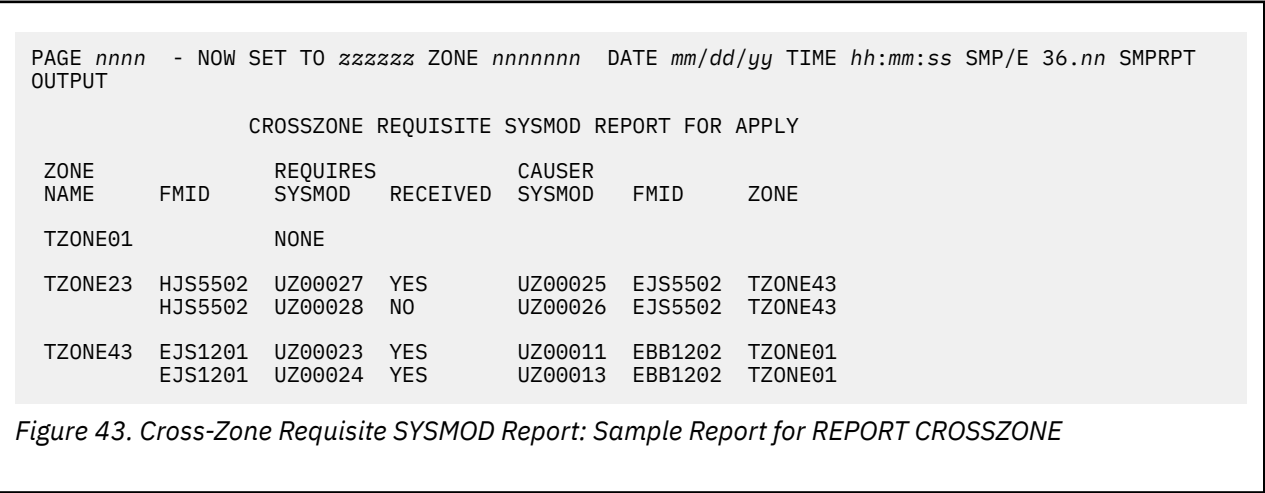 PAGE nnnn - NOW SET TO zzzzzz ZONE nnnnnnn DATE mm/dd/yy TIME hh:mm:ss SMP/E 36.nn SMPRPT
OUTPUT
CROSSZONE REQUISITE SYSMOD REPORT FOR APPLY
ZONE REQUIRES CAUSER
NAME FMID SYSMOD RECEIVED SYSMOD FMID ZONE
TZONE01 NONE
TZONE23 HJS5502 UZ00027 YES UZ00025 EJS5502 TZONE43
HJS5502 UZ00028 NO UZ00026 EJS5502 TZONE43
TZONE43 EJS1201 UZ00023 YES UZ00011 EBB1202 TZONE01
EJS1201 UZ00024 YES UZ00013 EBB1202 TZONE01
Figure 43. Cross-Zone Requisite SYSMOD Report: Sample Report for REPORT CROSSZONE